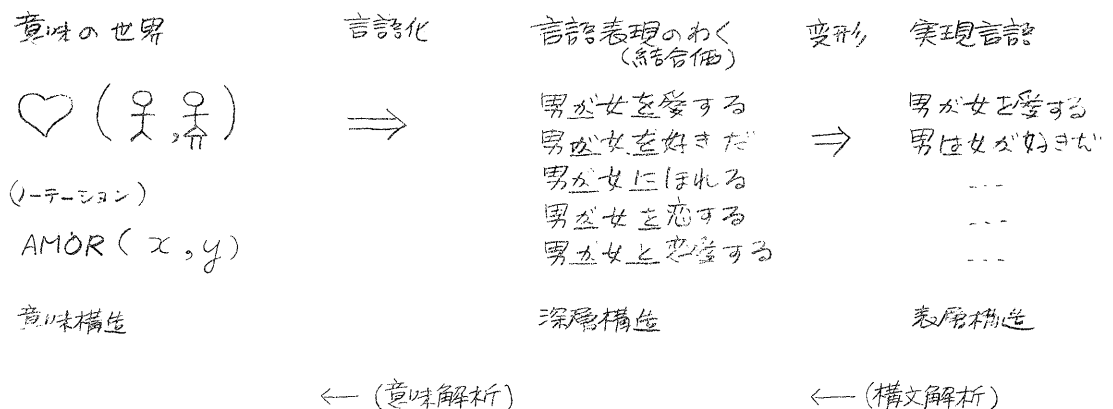 意味の世界 言語化 言語表現のわく 変形 実現言語
(結合価)
( , ) ⇒ 男が女を愛する ⇒ 男が女を愛する
男が女を好きだ 男は女が好きだ
(ノーテーション) 男が女にほれる ---
男が女を恋する ---
AMOR ( x , y ) 男が女と恋愛する ---
意味構造 深層構造 表層構造
← (意味解析) ← (構文解析)